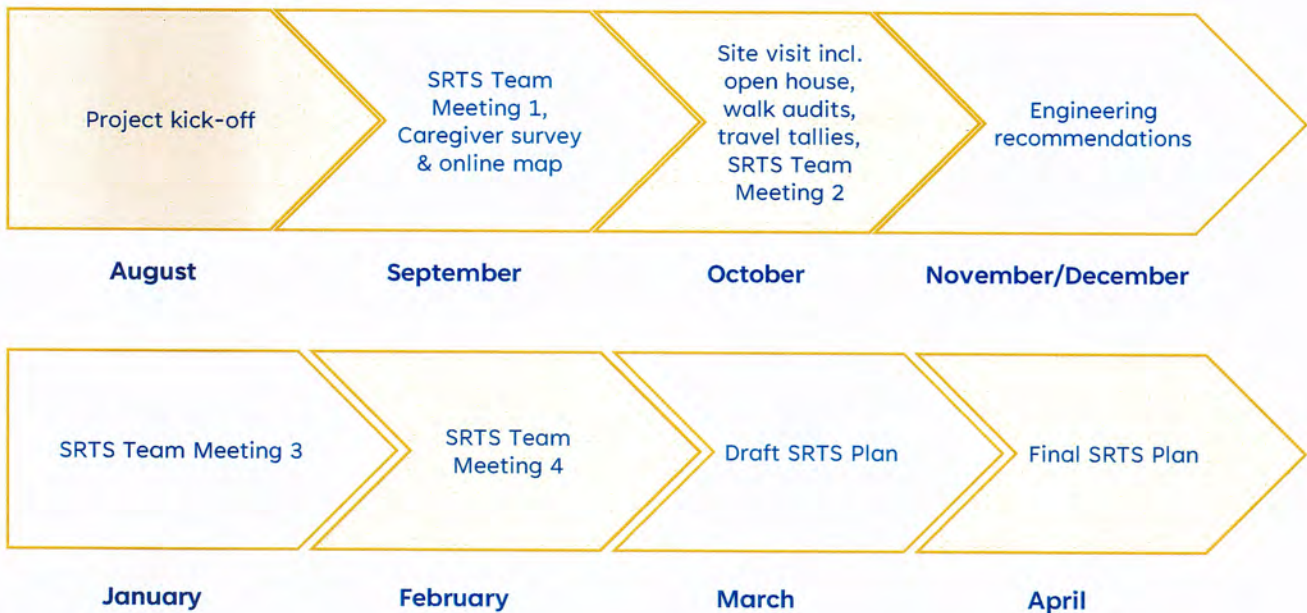 Project kick-off
SRTS Team
Meeting 1,
Caregiver survey
& online map
Site visit incl.
open house,
walk audits,
travel tallies,
SRTS Team
Meeting 2
Engineering
recommendations
August
September
October
November/December
SRTS Team Meeting 3
SRTS Team
Meeting 4
Draft SRTS Plan
Final SRTS Plan
January
February
March
April